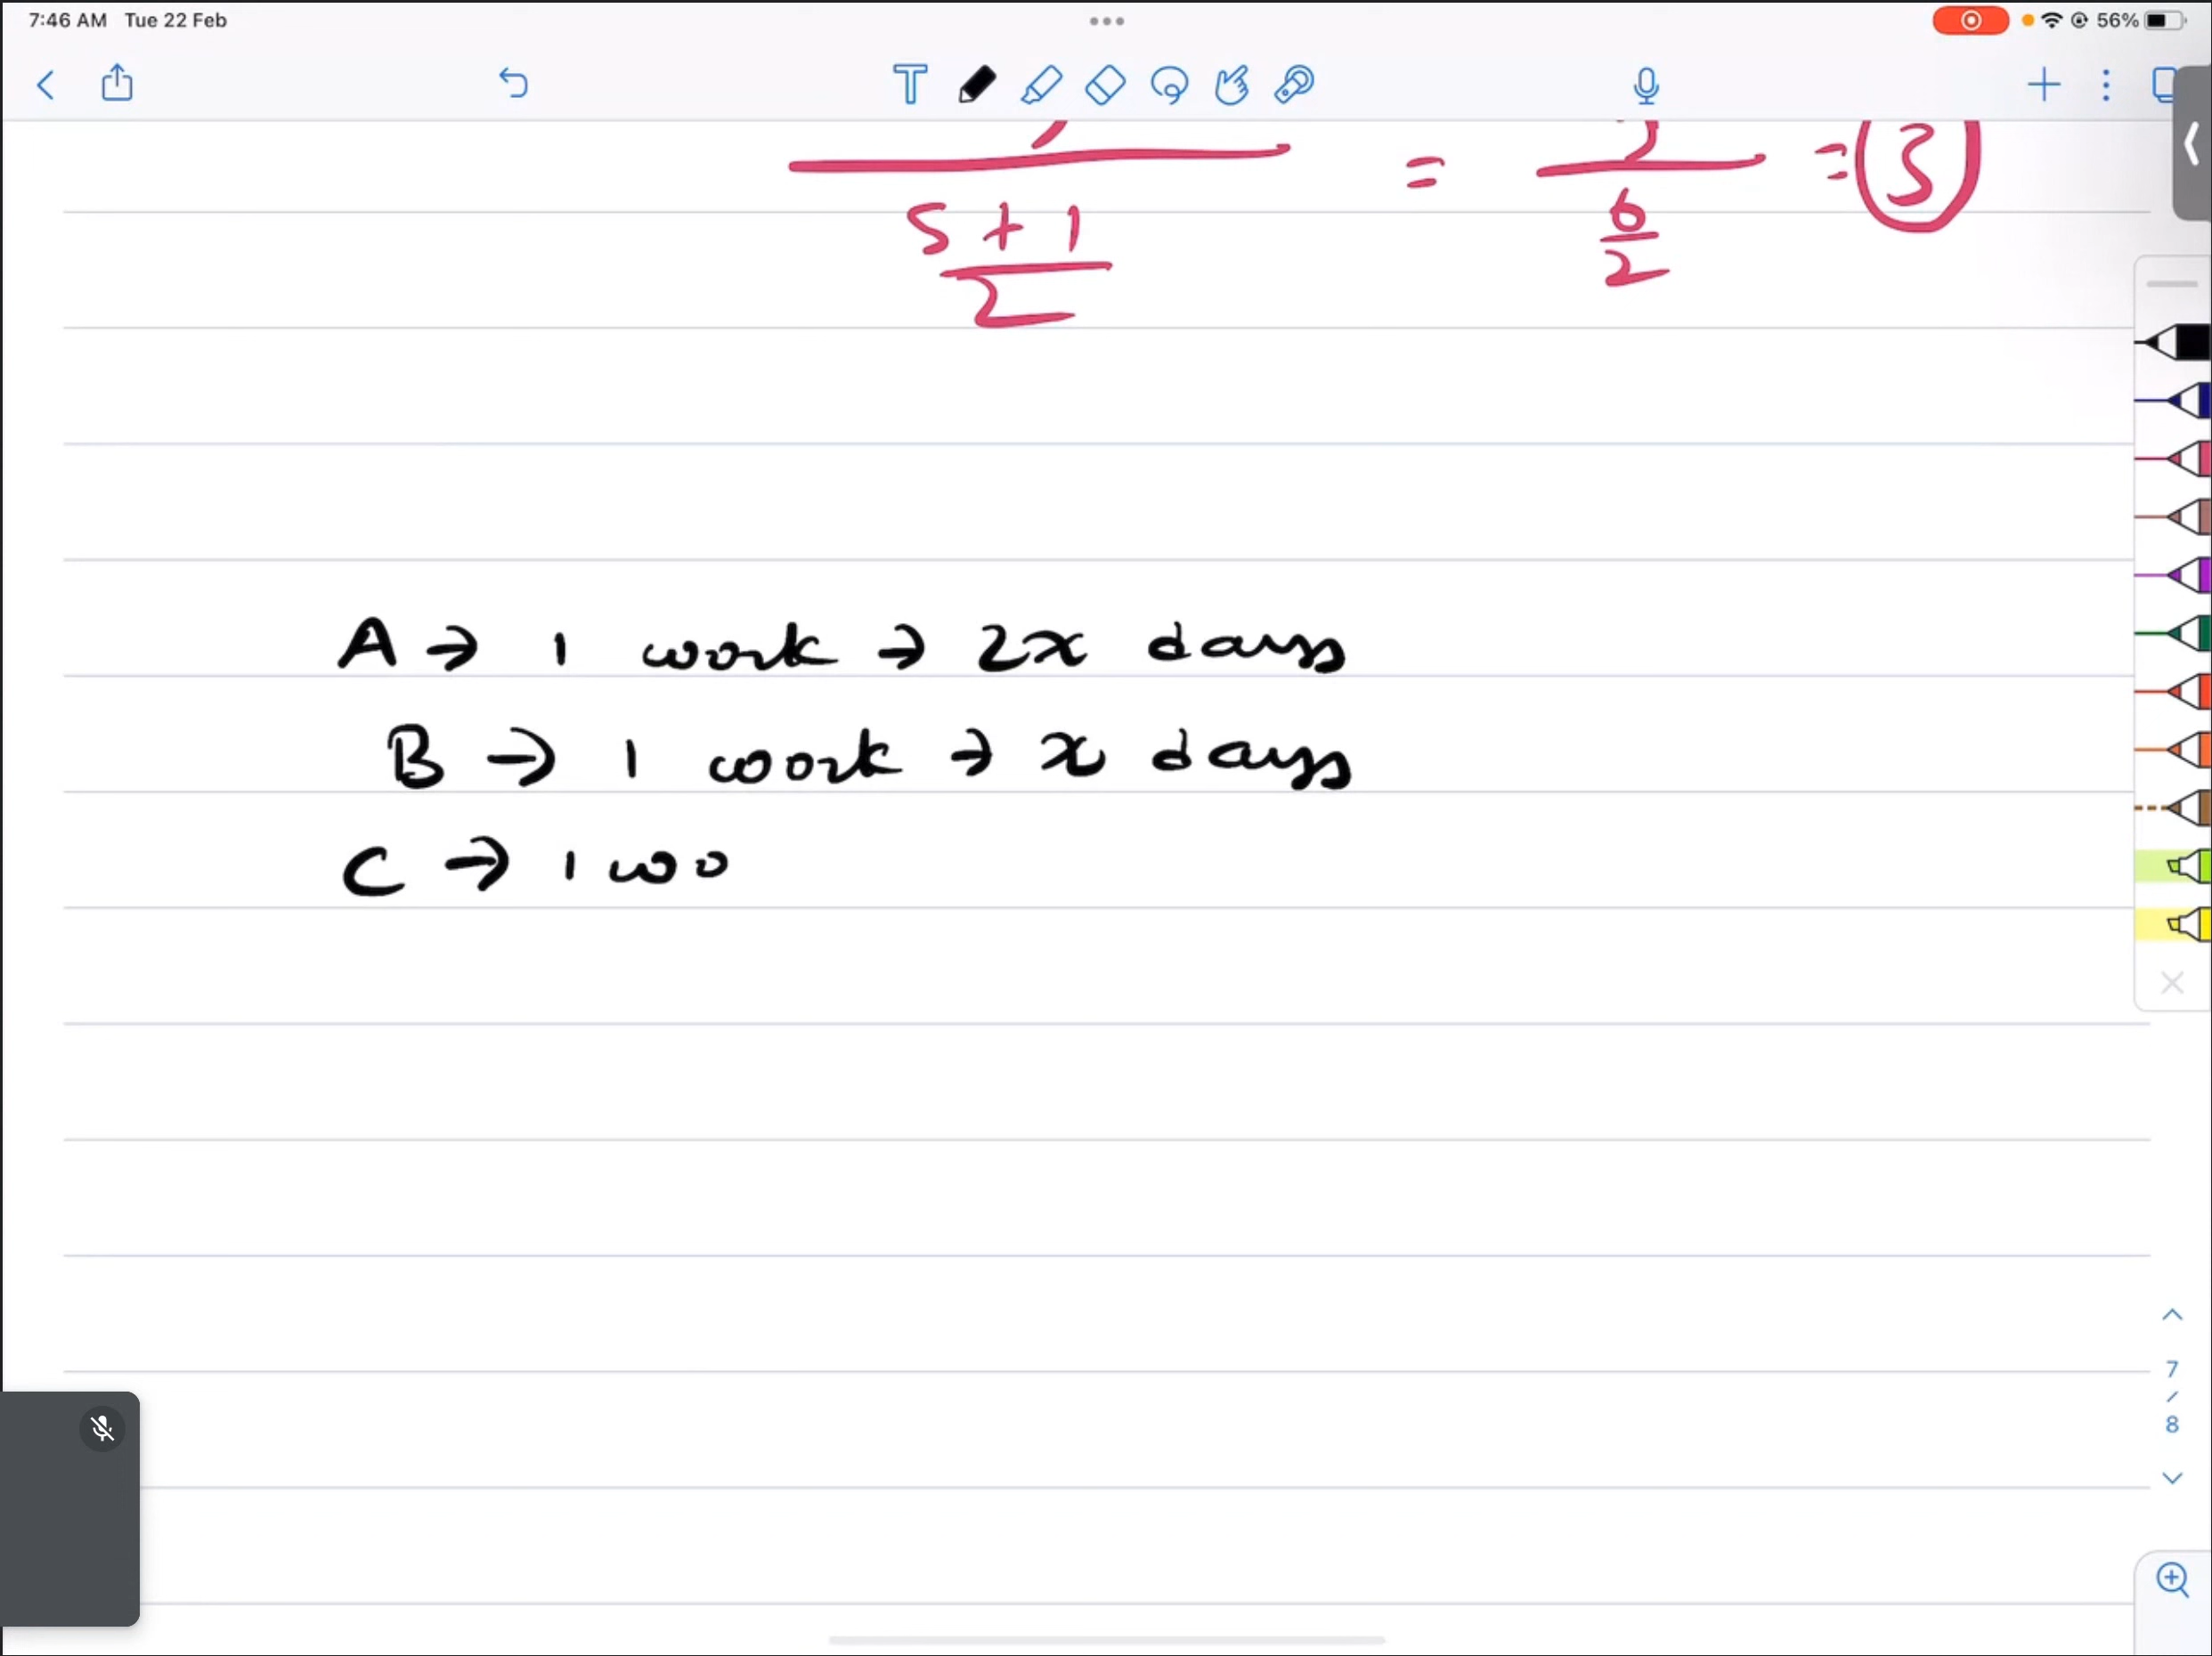 7:46 AM Tue 22 Feb
56%
T
= = 3
5 + 1
2
6
2
A → 1 work → 2x days
B → 1 work → x days
C → 1 wo
7
/
8